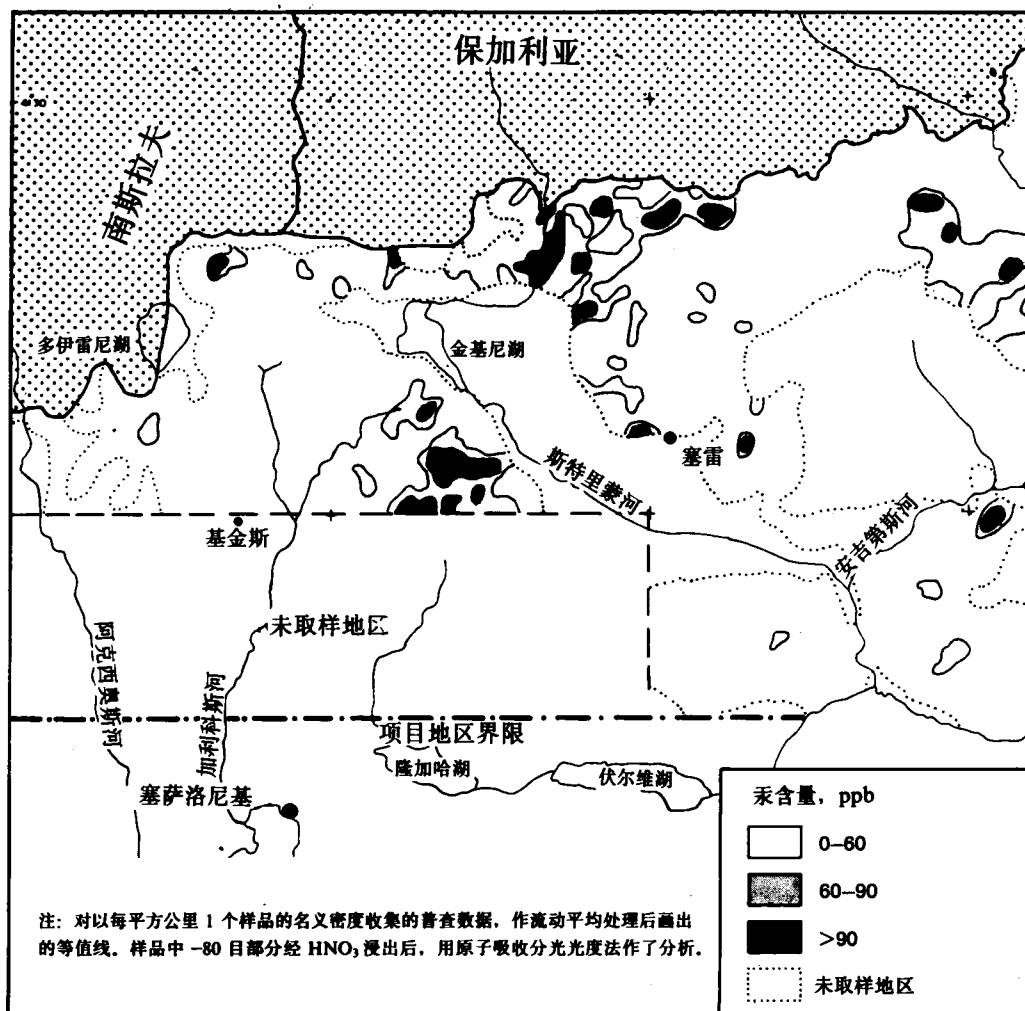 保加利亚
南斯拉夫
多伊雷尼湖
金基尼湖
塞雷
斯特里蒙河
安吉第斯河
基金斯
未取样地区
阿克西奥斯河
加利科斯河
项目地区界限
隆加哈湖
伏尔维湖
塞萨洛尼基
汞含量，ppb
0–60
60–90
>90
未取样地区
注：对以每平方公里 1 个样品的名义密度收集的普查数据，作流动平均处理后画出
的等值线。样品中 –80 目部分经 HNO₃ 浸出后，用原子吸收分光光度法作了分析。